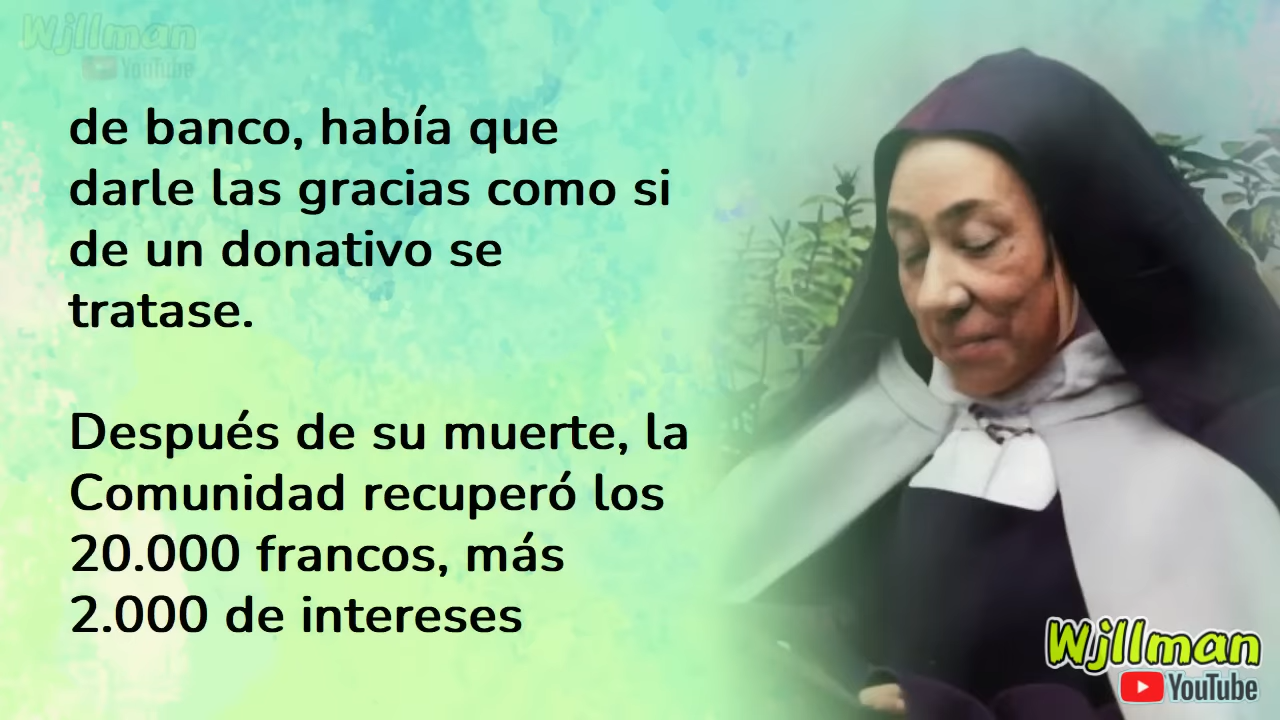 Wjllman
YouTube
de banco, había que
darle las gracias como si
de un donativo se
tratase.
Después de su muerte, la
Comunidad recuperó los
20.000 francos, más
2.000 de intereses
Wjllman
YouTube